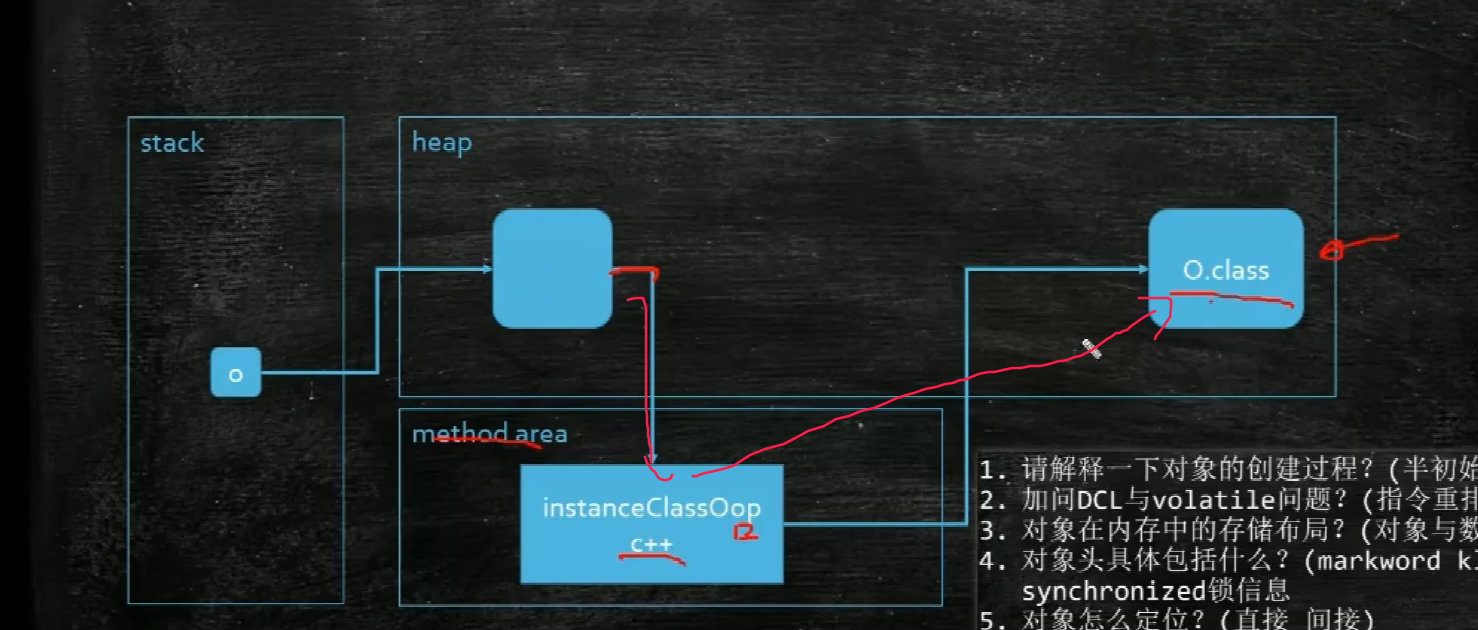 stack
heap
O.class
o
method area
instanceClassOop
c++
1. 请解释一下对象的创建过程？(半初始
2. 加问DCL与volatile问题？(指令重排
3. 对象在内存中的存储布局？(对象与数
4. 对象头具体包括什么？(markword
synchronized锁信息
5. 对象怎么定位？(直接 间接)